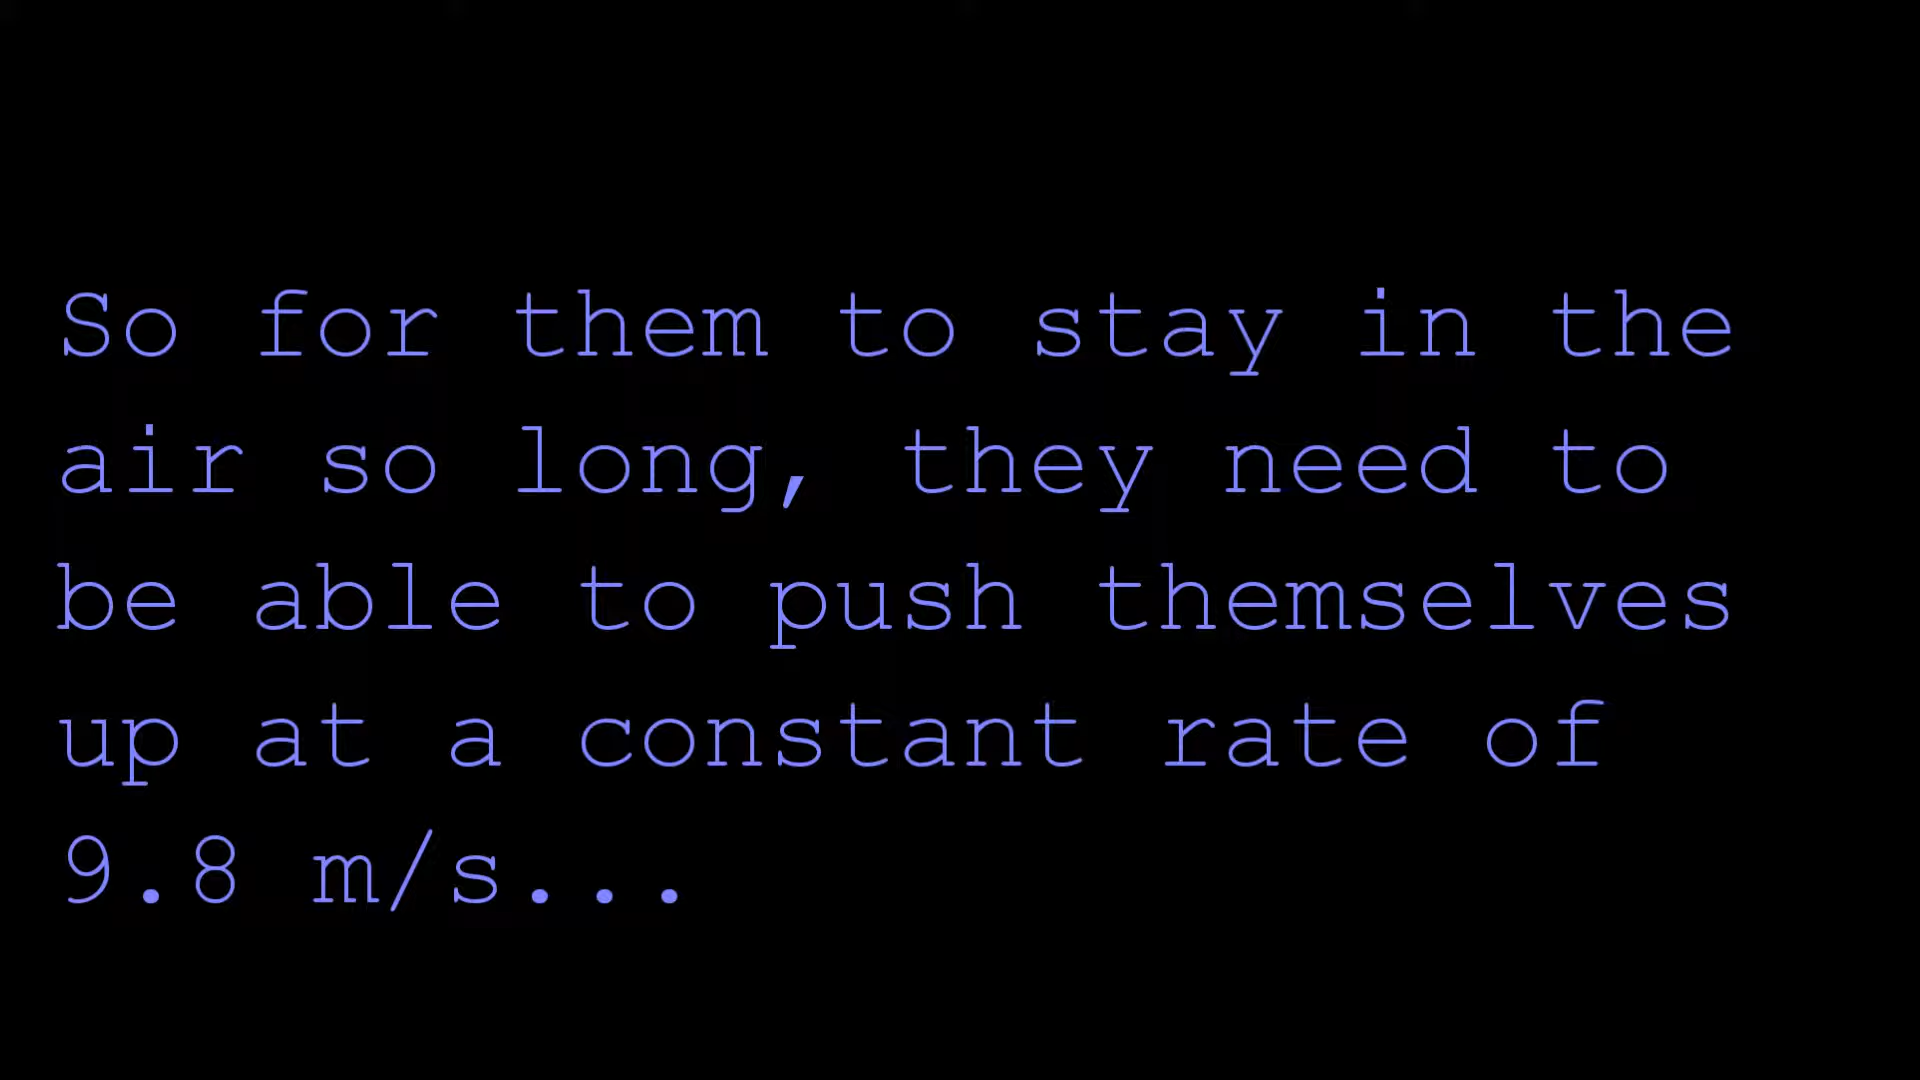 So for them to stay in the
air so long, they need to
be able to push themselves
up at a constant rate of
9.8 m/s...